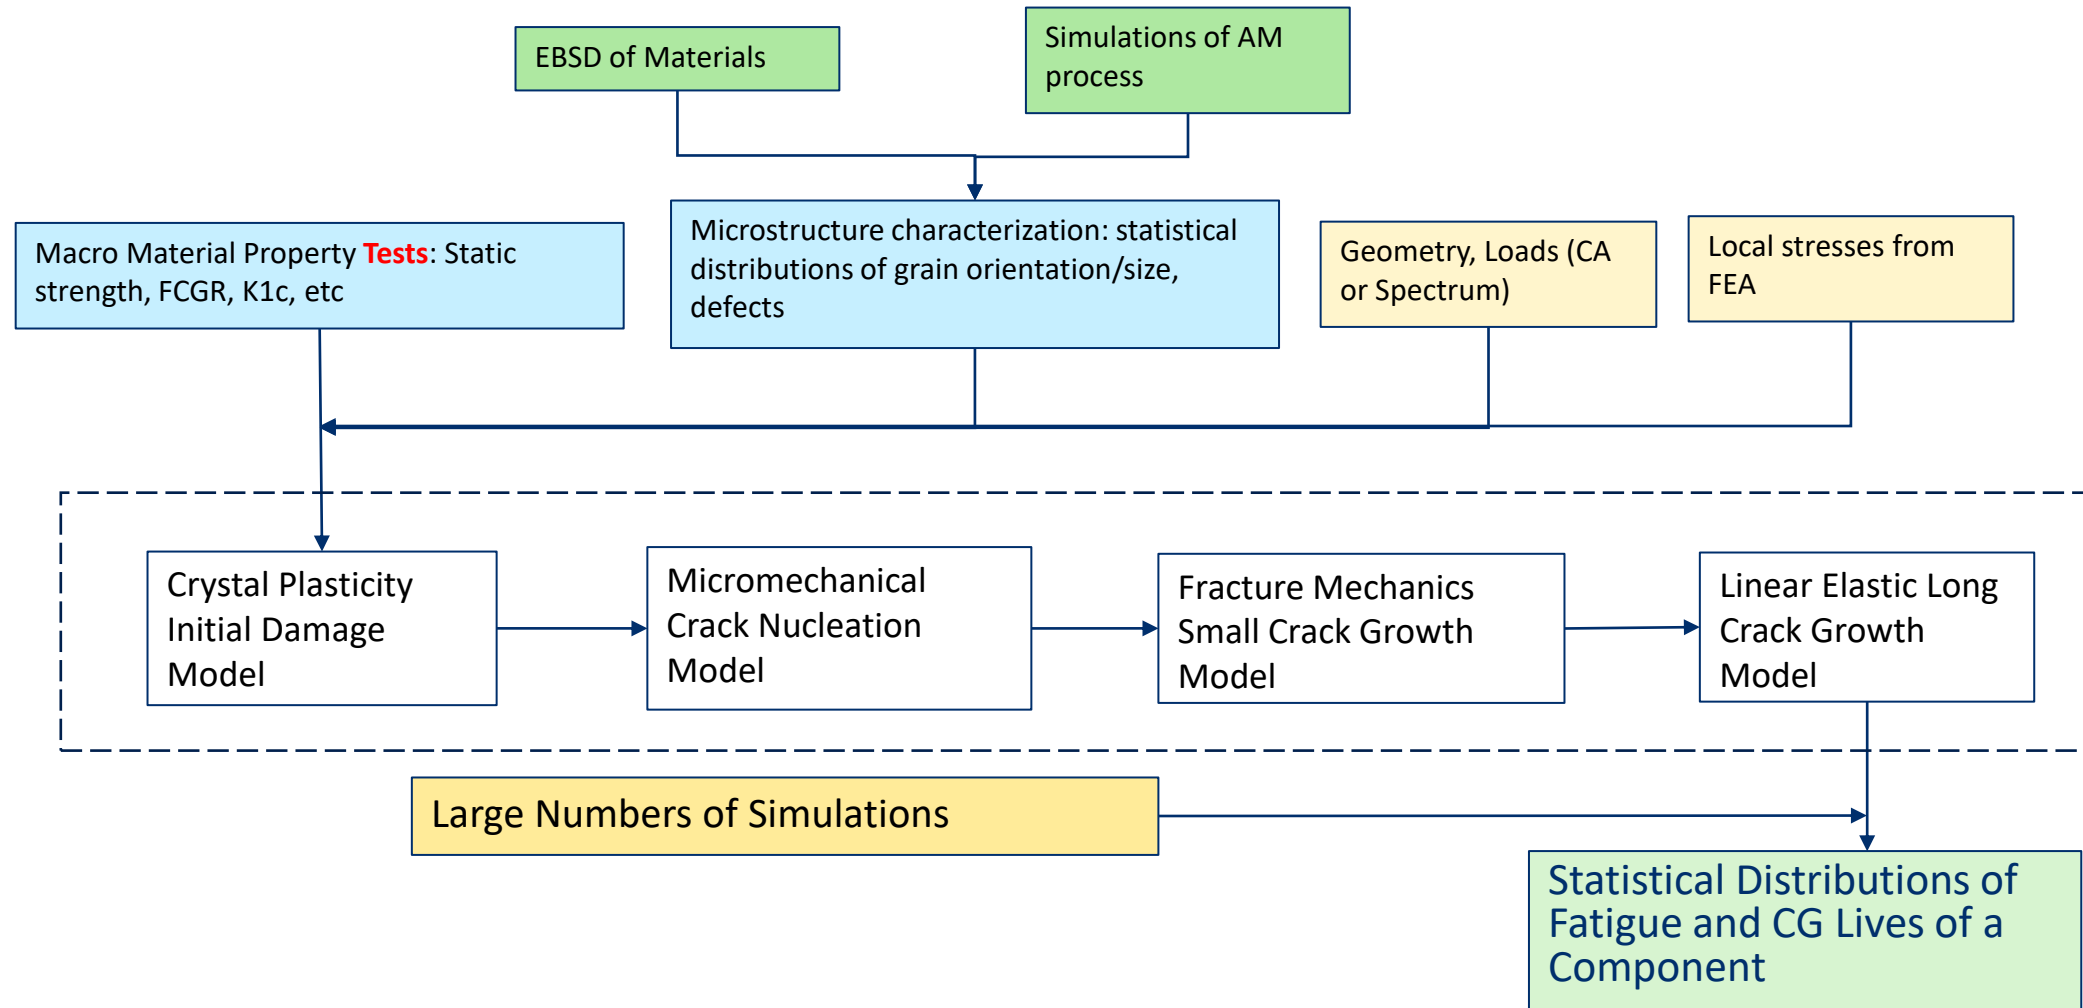 EBSD of Materials
Simulations of AM
process
Macro Material Property Tests: Static
strength, FCGR, K1c, etc
Microstructure characterization: statistical
distributions of grain orientation/size,
defects
Geometry, Loads (CA
or Spectrum)
Local stresses from
FEA
Crystal Plasticity
Initial Damage
Model
Micromechanical
Crack Nucleation
Model
Fracture Mechanics
Small Crack Growth
Model
Linear Elastic Long
Crack Growth
Model
Large Numbers of Simulations
Statistical Distributions of
Fatigue and CG Lives of a
Component